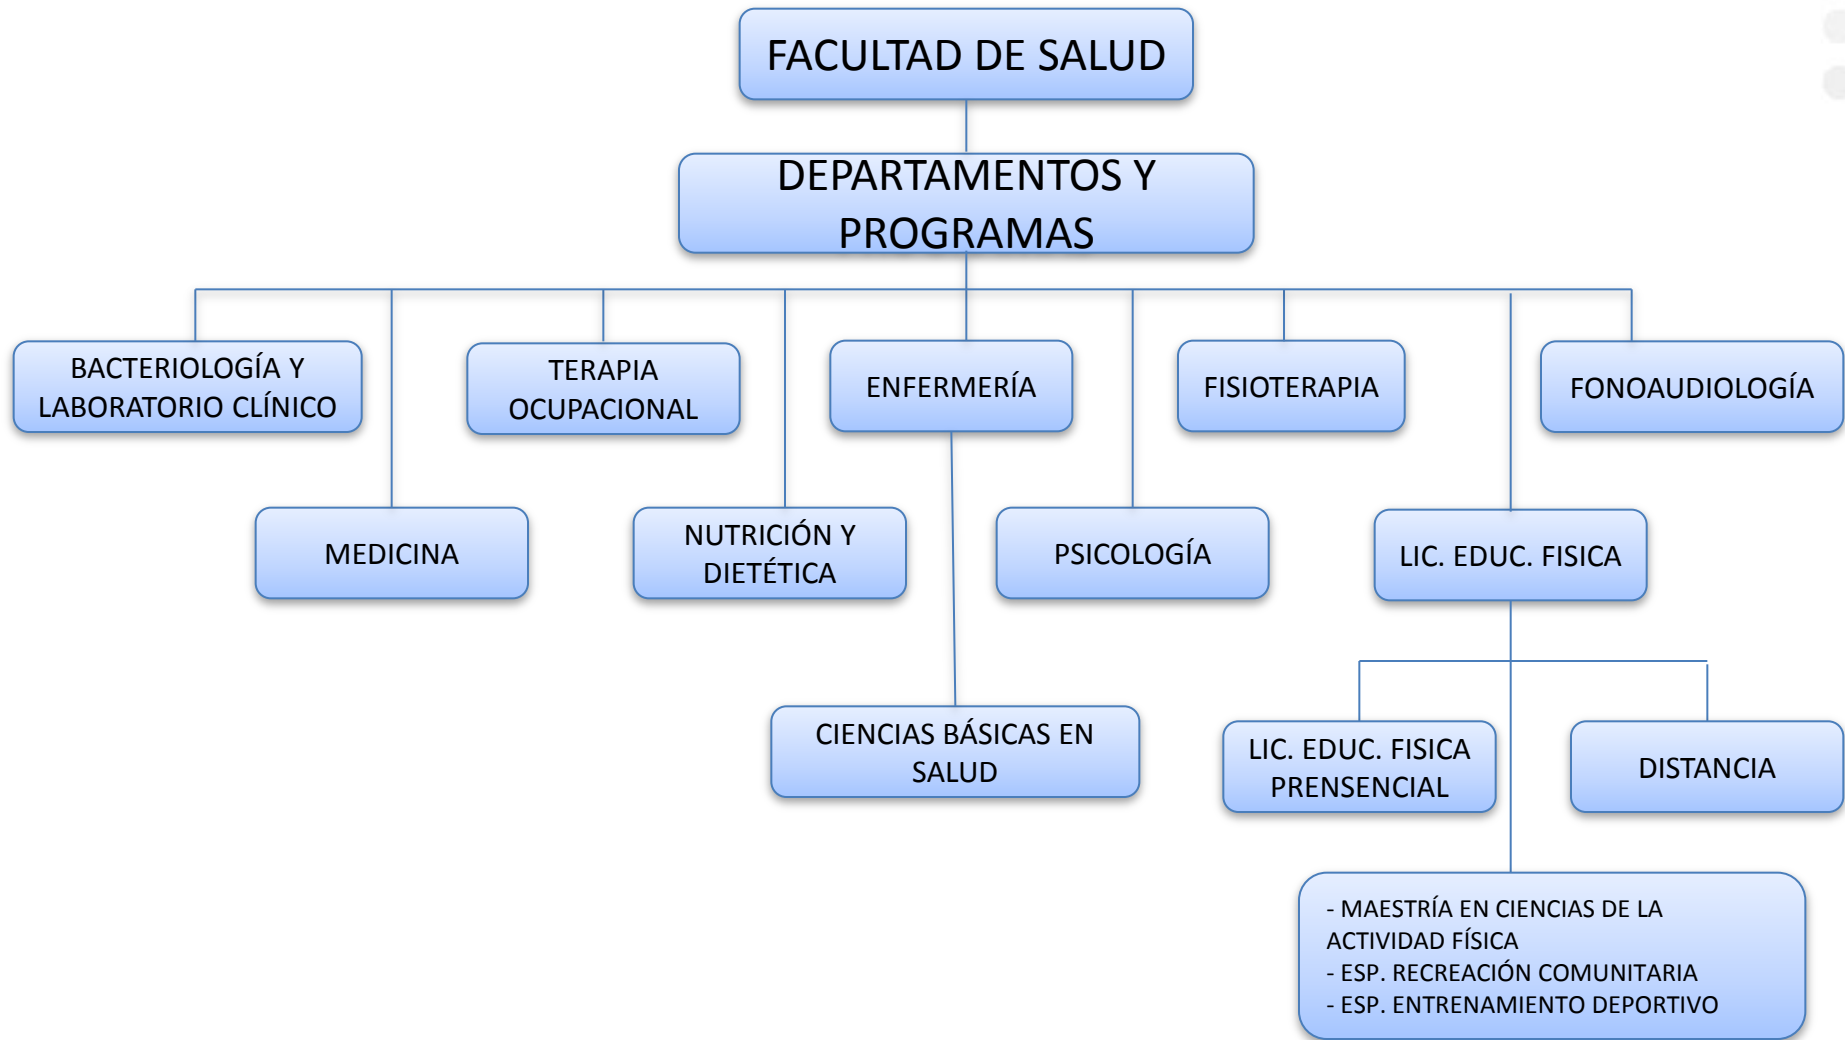 FACULTAD DE SALUD
DEPARTAMENTOS Y
PROGRAMAS
BACTERIOLOGÍA Y
LABORATORIO CLÍNICO
TERAPIA
OCUPACIONAL
ENFERMERÍA
FISIOTERAPIA
FONOAUDIOLOGÍA
MEDICINA
NUTRICIÓN Y
DIETÉTICA
PSICOLOGÍA
LIC. EDUC. FISICA
CIENCIAS BÁSICAS EN
SALUD
LIC. EDUC. FISICA
PRENSENCIAL
DISTANCIA
- MAESTRÍA EN CIENCIAS DE LA
ACTIVIDAD FÍSICA
- ESP. RECREACIÓN COMUNITARIA
- ESP. ENTRENAMIENTO DEPORTIVO